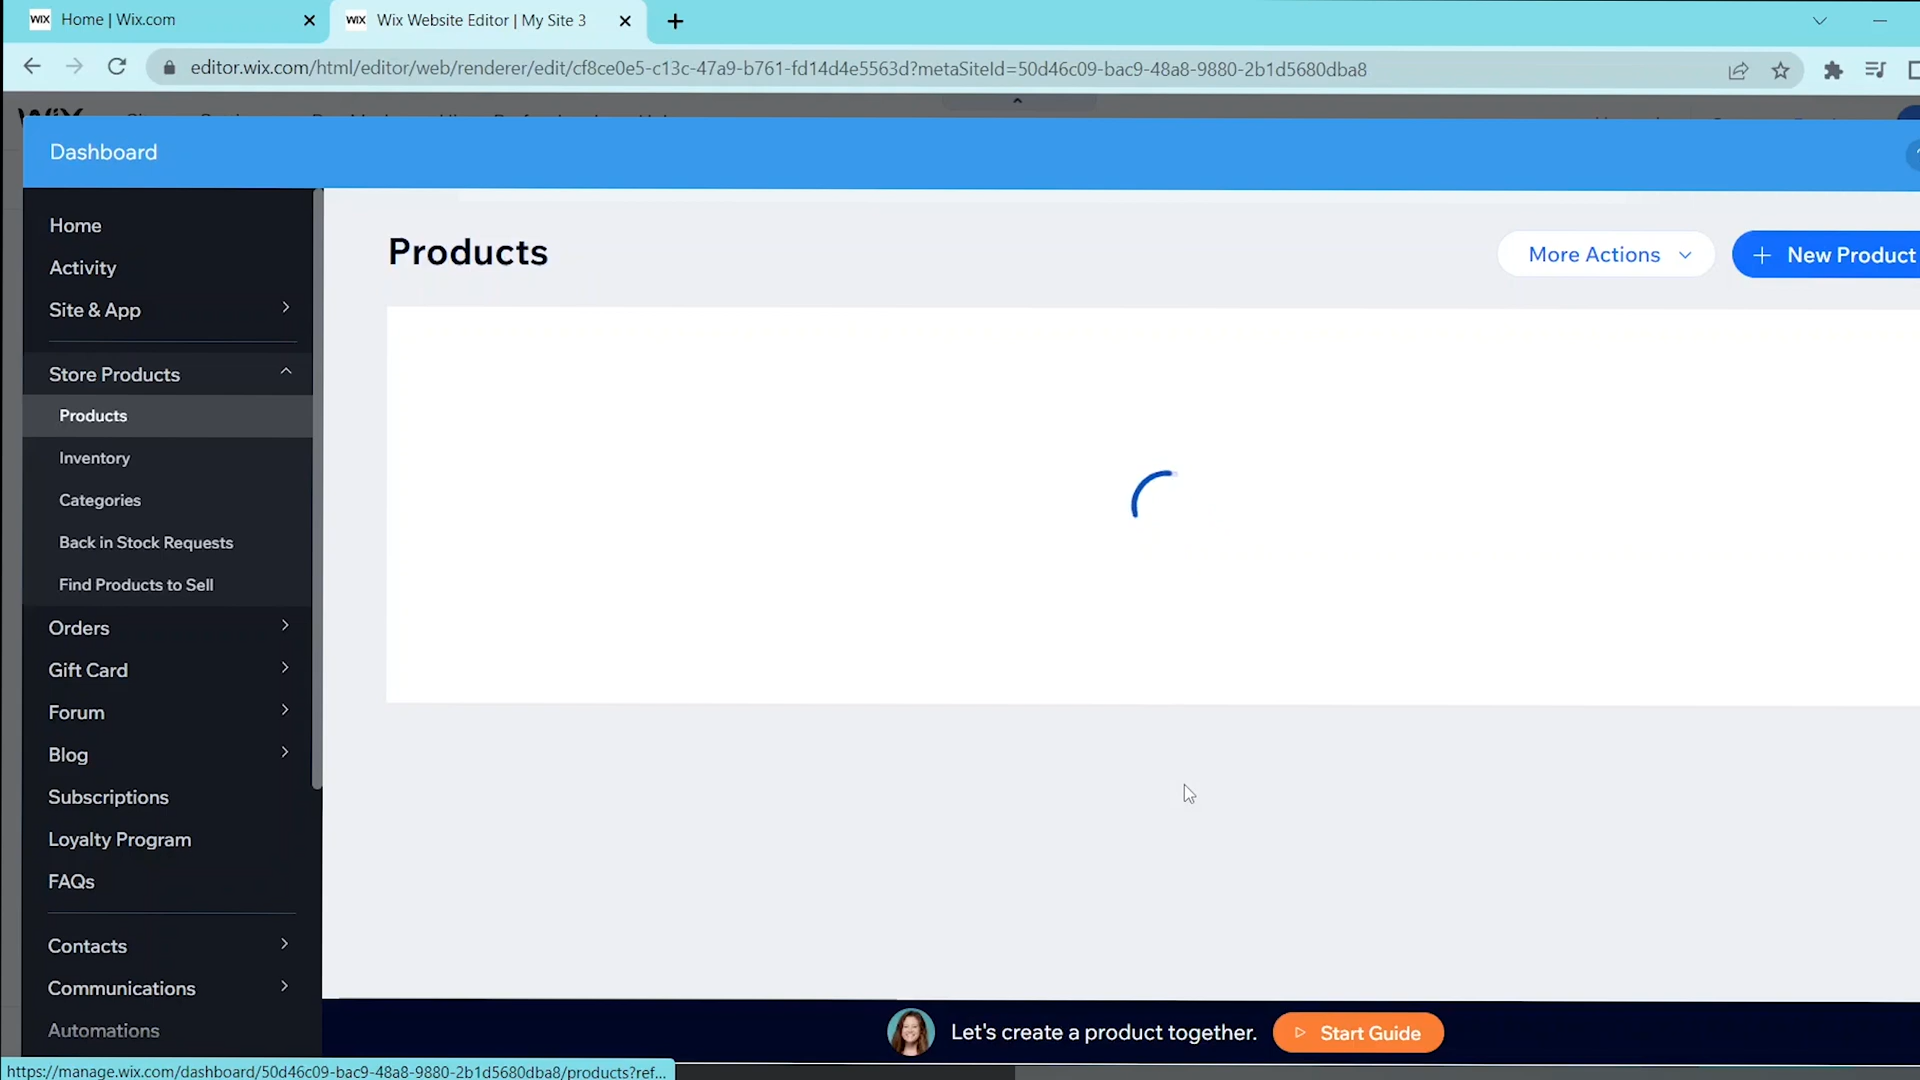 WIX Home | Wix.com
WIX Wix Website Editor | My Site 3
editor.wix.com/html/editor/web/renderer/edit/cf8ce0e5-c13c-47a9-b761-fd14d4e5563d?metaSiteId=50d46c09-bac9-48a8-9880-2b1d5680dba8
Dashboard
Home
Activity
Site & App
Store Products
Products
Inventory
Categories
Back in Stock Requests
Find Products to Sell
Orders
Gift Card
Forum
Blog
Subscriptions
Loyalty Program
FAQs
Contacts
Communications
Automations
Products
More Actions
+ New Product
Let's create a product together.
Start Guide
https://manage.wix.com/dashboard/50d46c09-bac9-48a8-9880-2b1d5680dba8/products?ref...